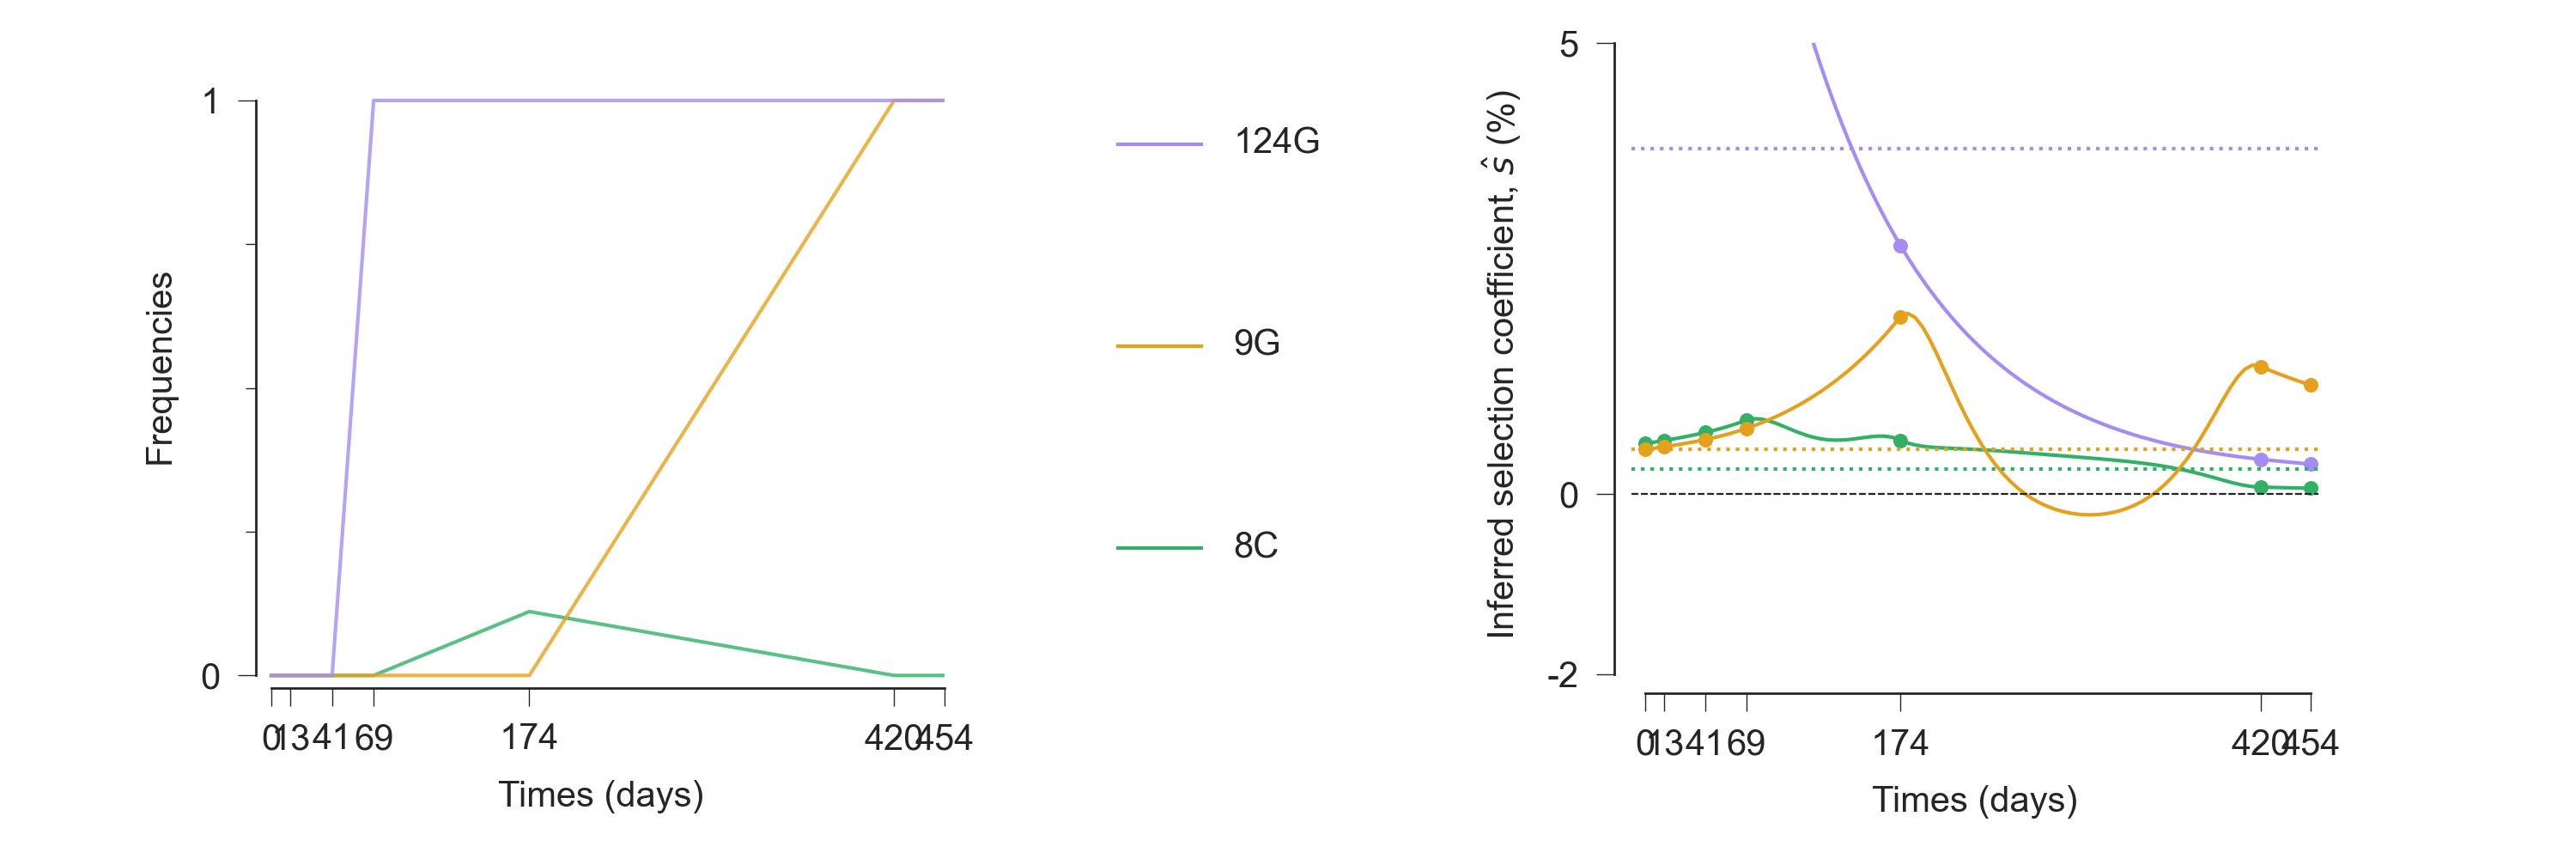 1
0
Frequencies
0 13 41 69 174 420 454
Times (days)
124G
9G
8C
5
0
-2
Inferred selection coefficient, ŝ (%)
0 13 41 69 174 420 454
Times (days)